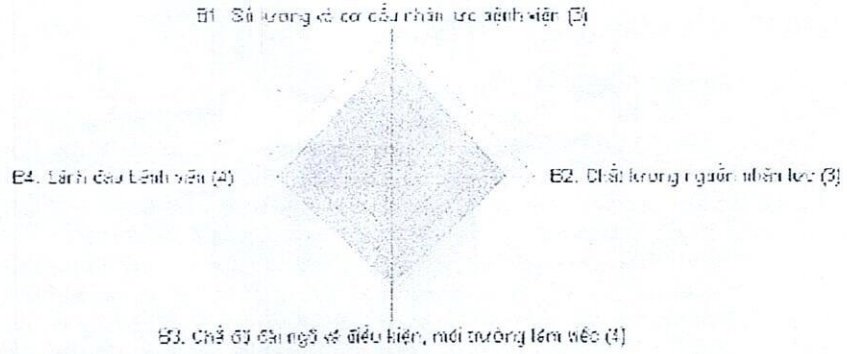 B1. Số lượng và cơ cấu nhân lực bệnh viện (3)
B4. Lãnh đạo bệnh viện (4)
B2. Chất lượng nguồn nhân lực (3)
B3. Chế độ đãi ngộ và điều kiện, môi trường làm việc (4)